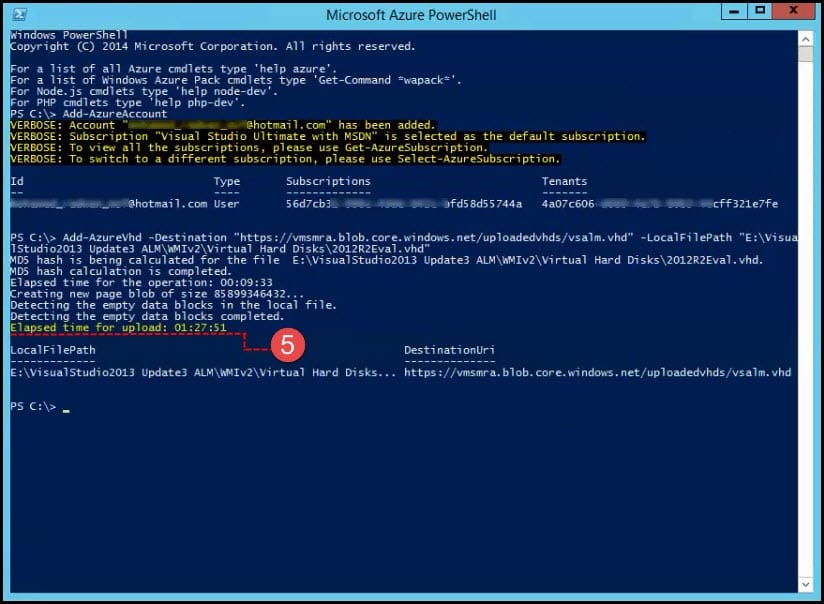 Microsoft Azure PowerShell
Windows PowerShell
Copyright (C) 2014 Microsoft Corporation. All rights reserved.
For a list of all Azure cmdlets type 'help azure'.
For a list of Windows Azure Pack cmdlets type 'Get-Command *wapack*'.
For Node.js cmdlets type 'help node-dev'.
For PHP cmdlets type 'help php-dev'.
PS C:\> Add-AzureAccount
VERBOSE: Account "@hotmail.com" has been added.
VERBOSE: Subscription "Visual Studio Ultimate with MSDN" is selected as the default subscription.
VERBOSE: To view all the subscriptions, please use Get-AzureSubscription.
VERBOSE: To switch to a different subscription, please use Select-AzureSubscription.
Id Type Subscriptions Tenants
-- ---- ------------- -------
@hotmail.com User 56d7cb3 fd58d55744a 4a07c606 cff321e7fe
PS C:\> Add-AzureVhd -Destination "https://vmsmra.blob.core.windows.net/uploadedvhds/vsalm.vhd" -LocalFilePath "E:\Visua
lStudio2013 Update3 ALM\WMIv2\Virtual Hard Disks\2012R2Eval.vhd"
MD5 hash is being calculated for the file  E:\VisualStudio2013 Update3 ALM\WMIv2\Virtual Hard Disks\2012R2Eval.vhd.
MD5 hash calculation is completed.
Elapsed time for the operation: 00:09:33
Creating new page blob of size 85899346432...
Detecting the empty data blocks in the local file.
Detecting the empty data blocks completed.
Elapsed time for upload: 01:27:51
5
LocalFilePath DestinationUri
------------- --------------
E:\VisualStudio2013 Update3 ALM\WMIv2\Virtual Hard Disks... https://vmsmra.blob.core.windows.net/uploadedvhds/vsalm.vhd
PS C:\> _